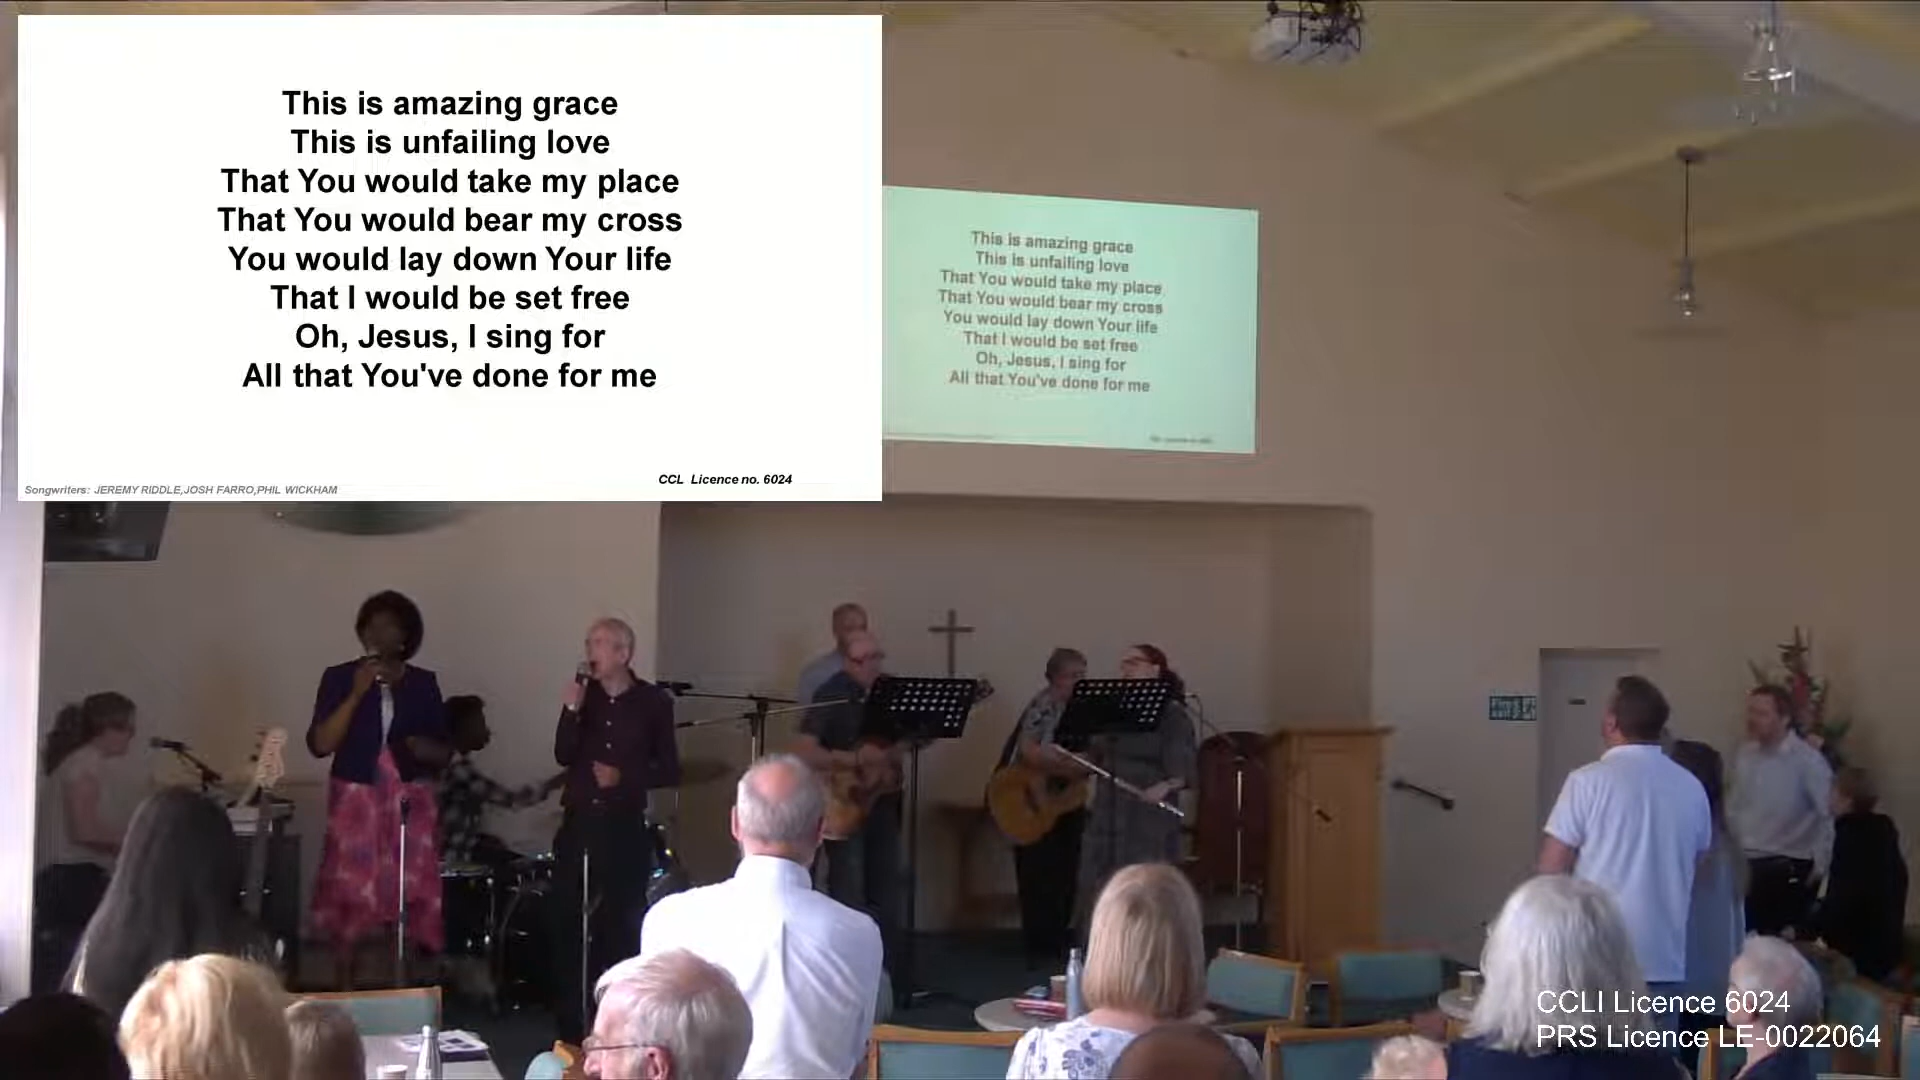 This is amazing grace
This is unfailing love
That You would take my place
That You would bear my cross
You would lay down Your life
That I would be set free
Oh, Jesus, I sing for
All that You've done for me
Songwriters: JEREMY RIDDLE,JOSH FARRO,PHIL WICKHAM
CCL Licence no. 6024
This is amazing grace
This is unfailing love
That You would take my place
That You would bear my cross
You would lay down Your life
That I would be set free
Oh, Jesus, I sing for
All that You've done for me
CCLI Licence 6024
PRS Licence LE-0022064